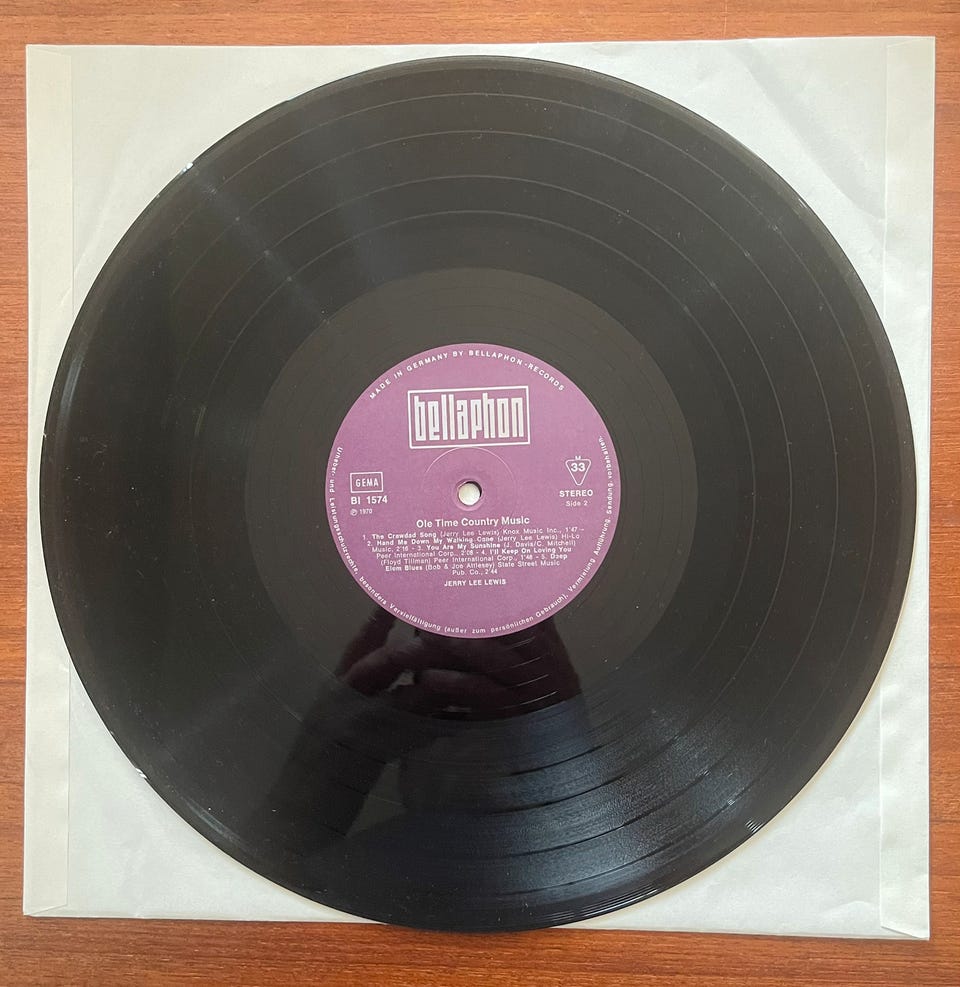 MADE IN GERMANY BY BELLAPHON-RECORDS
bellaphon
GEMA
BI 1574
℗ 1970
M
33
STEREO
Side 2
Ole Time Country Music
1. The Crawdad Song (Jerry Lee Lewis) Knox Music Inc., 1'47 -
2. Hand Me Down My Walking Cane (Jerry Lee Lewis) Hi-Lo
Music, 2'16 - 3. You Are My Sunshine (J. Davis/C. Mitchell)
Peer International Corp., 2'08 - 4. I'll Keep On Loving You
(Floyd Tillman) Peer International Corp., 1'48 - 5. Deep
Elem Blues (Bob & Joe Attlesey) State Street Music
Pub. Co., 2'44
JERRY LEE LEWIS
Urheber- und Leistungsschutzrechte, besonders Vervielfältigung (außer zum persönlichen Gebrauch), Vermietung, Aufführung, Sendung, vorbehalten.